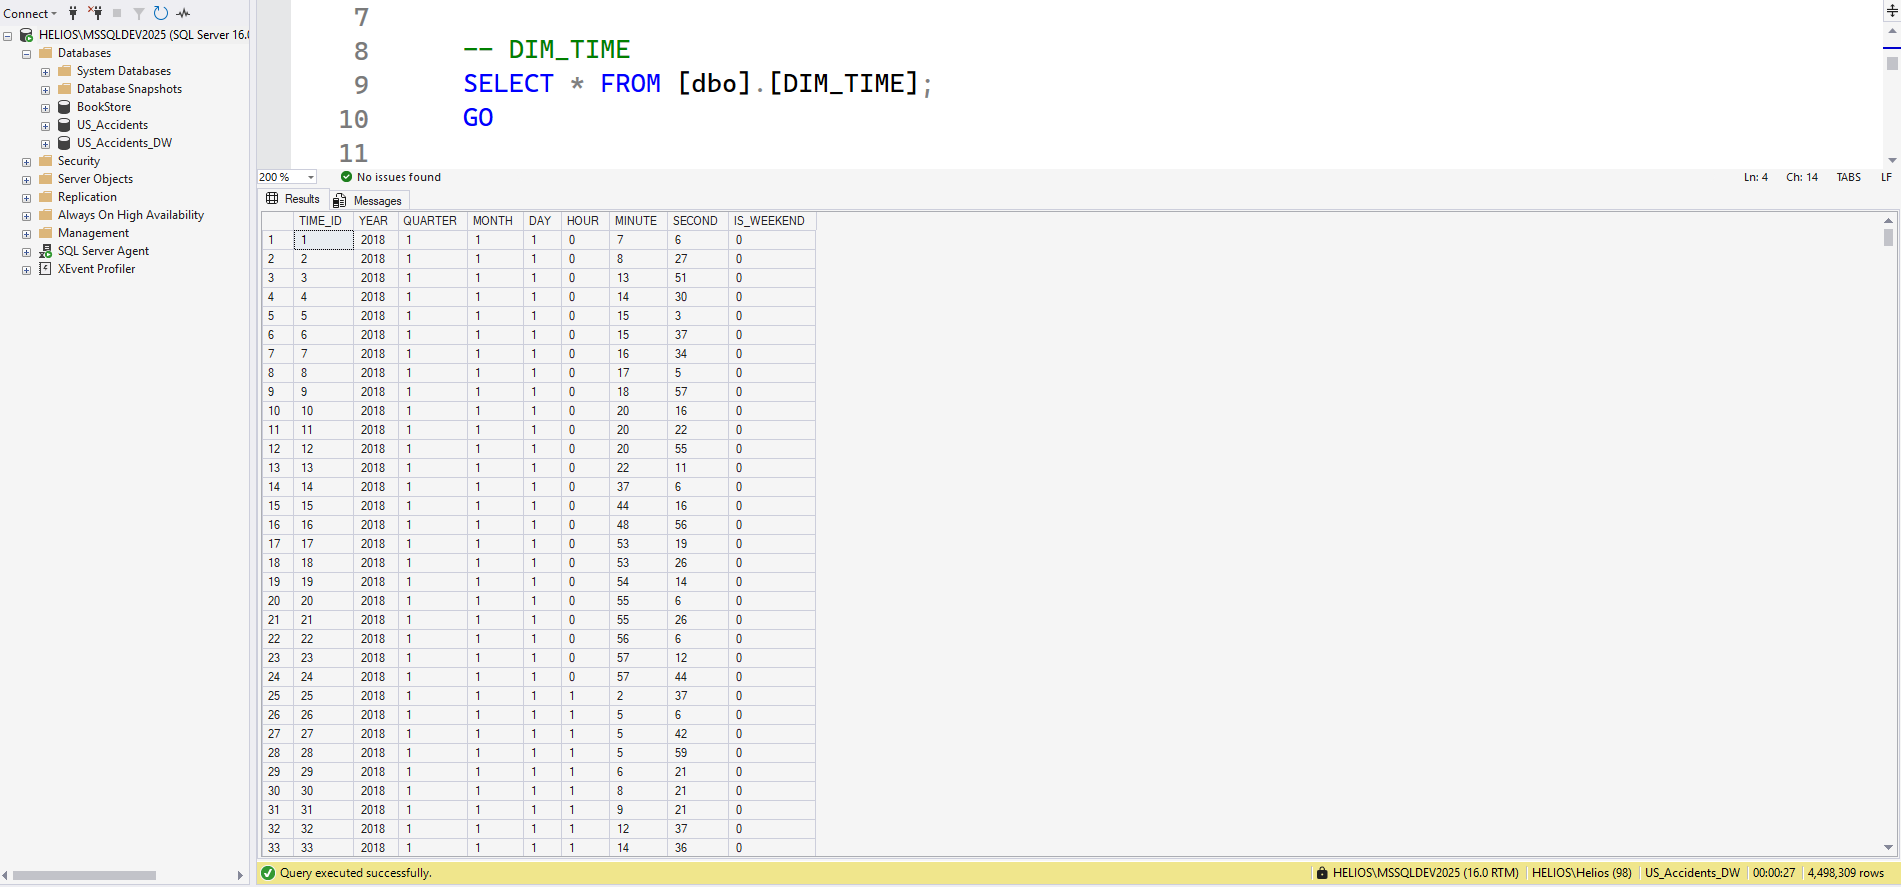 Connect
HELIOS\MSSQLDEV2025 (SQL Server 16.0
Databases
System Databases
Database Snapshots
BookStore
US_Accidents
US_Accidents_DW
Security
Server Objects
Replication
Always On High Availability
Management
SQL Server Agent
XEvent Profiler
7
8 -- DIM_TIME
9 SELECT * FROM [dbo].[DIM_TIME];
10 GO
11
200 % No issues found Ln: 4 Ch: 14 TABS LF
Results Messages
TIME_ID YEAR QUARTER MONTH DAY HOUR MINUTE SECOND IS_WEEKEND
1 1 2018 1 1 1 0 7 6 0
2 2 2018 1 1 1 0 8 27 0
3 3 2018 1 1 1 0 13 51 0
4 4 2018 1 1 1 0 14 30 0
5 5 2018 1 1 1 0 15 3 0
6 6 2018 1 1 1 0 15 37 0
7 7 2018 1 1 1 0 16 34 0
8 8 2018 1 1 1 0 17 5 0
9 9 2018 1 1 1 0 18 57 0
10 10 2018 1 1 1 0 20 16 0
11 11 2018 1 1 1 0 20 22 0
12 12 2018 1 1 1 0 20 55 0
13 13 2018 1 1 1 0 22 11 0
14 14 2018 1 1 1 0 37 6 0
15 15 2018 1 1 1 0 44 16 0
16 16 2018 1 1 1 0 48 56 0
17 17 2018 1 1 1 0 53 19 0
18 18 2018 1 1 1 0 53 26 0
19 19 2018 1 1 1 0 54 14 0
20 20 2018 1 1 1 0 55 6 0
21 21 2018 1 1 1 0 55 26 0
22 22 2018 1 1 1 0 56 6 0
23 23 2018 1 1 1 0 57 12 0
24 24 2018 1 1 1 0 57 44 0
25 25 2018 1 1 1 1 2 37 0
26 26 2018 1 1 1 1 5 6 0
27 27 2018 1 1 1 1 5 42 0
28 28 2018 1 1 1 1 5 59 0
29 29 2018 1 1 1 1 6 21 0
30 30 2018 1 1 1 1 8 21 0
31 31 2018 1 1 1 1 9 21 0
32 32 2018 1 1 1 1 12 37 0
33 33 2018 1 1 1 1 14 36 0
Query executed successfully. HELIOS\MSSQLDEV2025 (16.0 RTM) HELIOS\Helios (98) US_Accidents_DW 00:00:27 4,498,309 rows